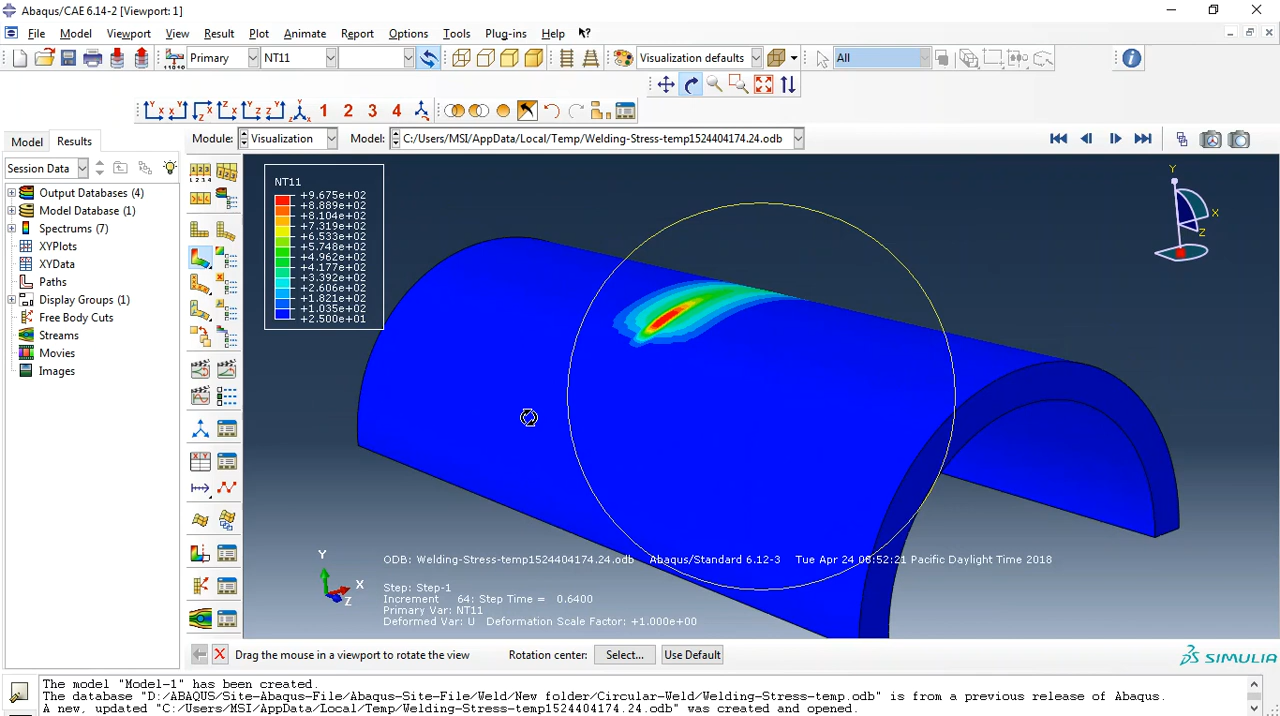 Abaqus/CAE 6.14-2 [Viewport: 1]
File Model Viewport View Result Plot Animate Report Options Tools Plug-ins Help
Primary NT11 Visualization defaults All
1 2 3 4
Model Results Module: Visualization Model: C:/Users/MSI/AppData/Local/Temp/Welding-Stress-temp1524404174.24.odb
Session Data
Output Databases (4)
Model Database (1)
Spectrums (7)
XYPlots
XYData
Paths
Display Groups (1)
Free Body Cuts
Streams
Movies
Images
NT11
+9.675e+02
+8.889e+02
+8.104e+02
+7.319e+02
+6.533e+02
+5.748e+02
+4.962e+02
+4.177e+02
+3.392e+02
+2.606e+02
+1.821e+02
+1.035e+02
+2.500e+01
Y
X
Z
ODB: Welding-Stress-temp1524404174.24.odb Abaqus/Standard 6.12-3 Tue Apr 24 08:52:21 Pacific Daylight Time 2018
Y
X
Z
Step: Step-1
Increment 64: Step Time = 0.6400
Primary Var: NT11
Deformed Var: U Deformation Scale Factor: +1.000e+00
Drag the mouse in a viewport to rotate the view Rotation center: Select... Use Default
SIMULIA
The model "Model-1" has been created.
The database "D:/ABAQUS/Site-Abaqus-File/Abaqus-Site-File/Weld/New folder/Circular-Weld/Welding-Stress-temp.odb" is from a previous release of Abaqus.
A new, updated "C:/Users/MSI/AppData/Local/Temp/Welding-Stress-temp1524404174.24.odb" was created and opened.